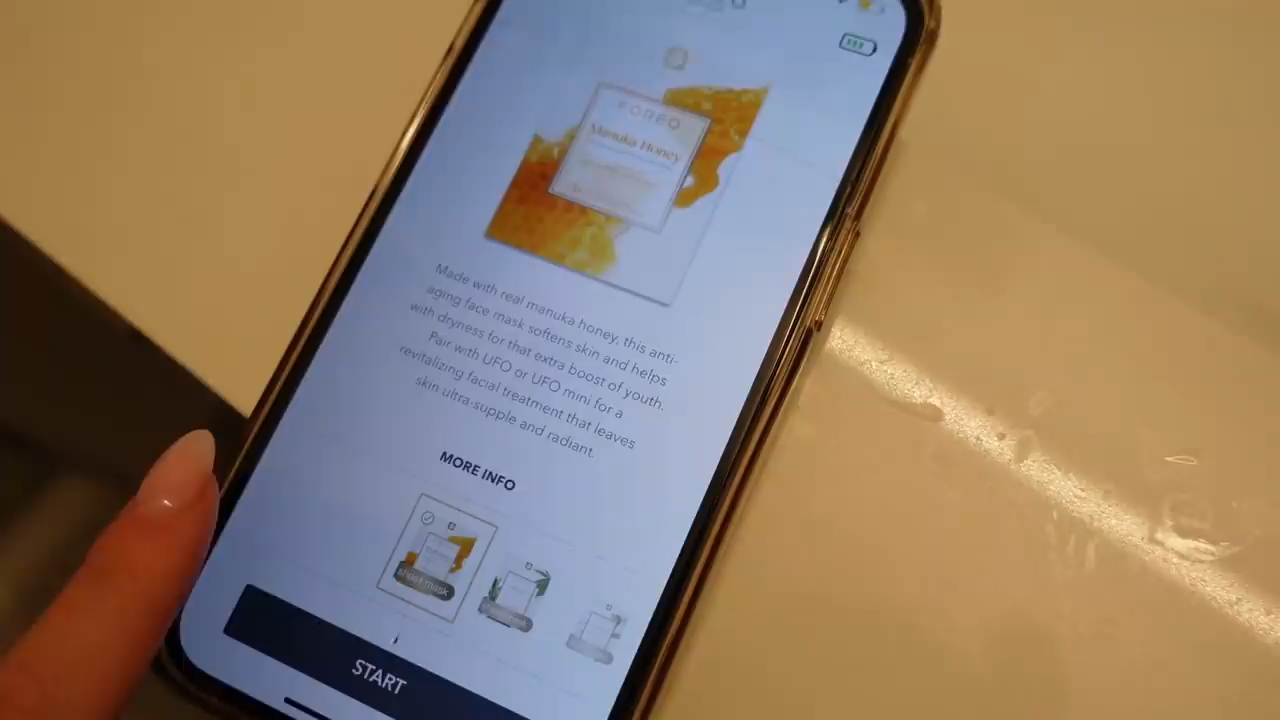 FOREO
Manuka Honey
Made with real manuka honey, this anti-
aging face mask softens skin and helps
with dryness for that extra boost of youth.
Pair with UFO or UFO mini for a
revitalizing facial treatment that leaves
skin ultra-supple and radiant.
MORE INFO
sheet mask
START